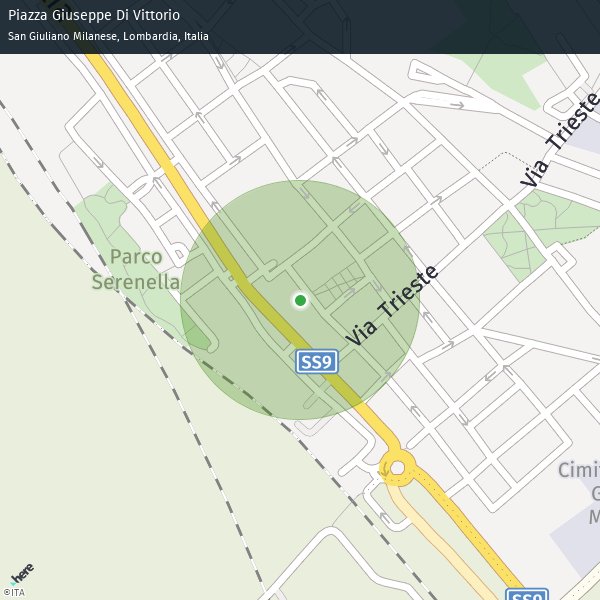 Piazza Giuseppe Di Vittorio
San Giuliano Milanese, Lombardia, Italia
Via Trieste
Parco
Serenella
Via Trieste
SS9
Cimit
G
M
SS9
here
©ITA